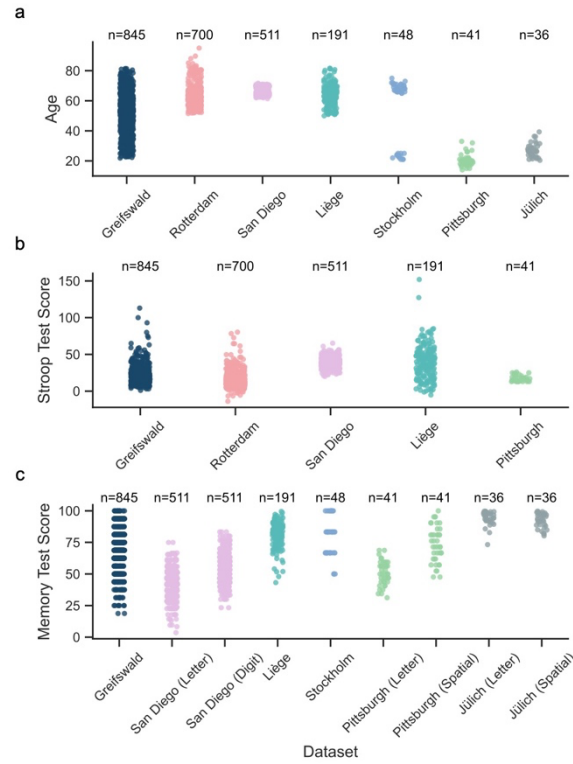 a
n=845 n=700 n=511 n=191 n=48 n=41 n=36
80
60
40
20
Age
Greifswald Rotterdam San Diego Liège Stockholm Pittsburgh Jülich
b
n=845 n=700 n=511 n=191 n=41
150
100
50
0
Stroop Test Score
Greifswald Rotterdam San Diego Liège Pittsburgh
c
n=845 n=511 n=511 n=191 n=48 n=41 n=41 n=36 n=36
100
75
50
25
0
Memory Test Score
Greifswald San Diego (Letter) San Diego (Digit) Liège Stockholm Pittsburgh (Letter) Pittsburgh (Spatial) Jülich (Letter) Jülich (Spatial)
Dataset